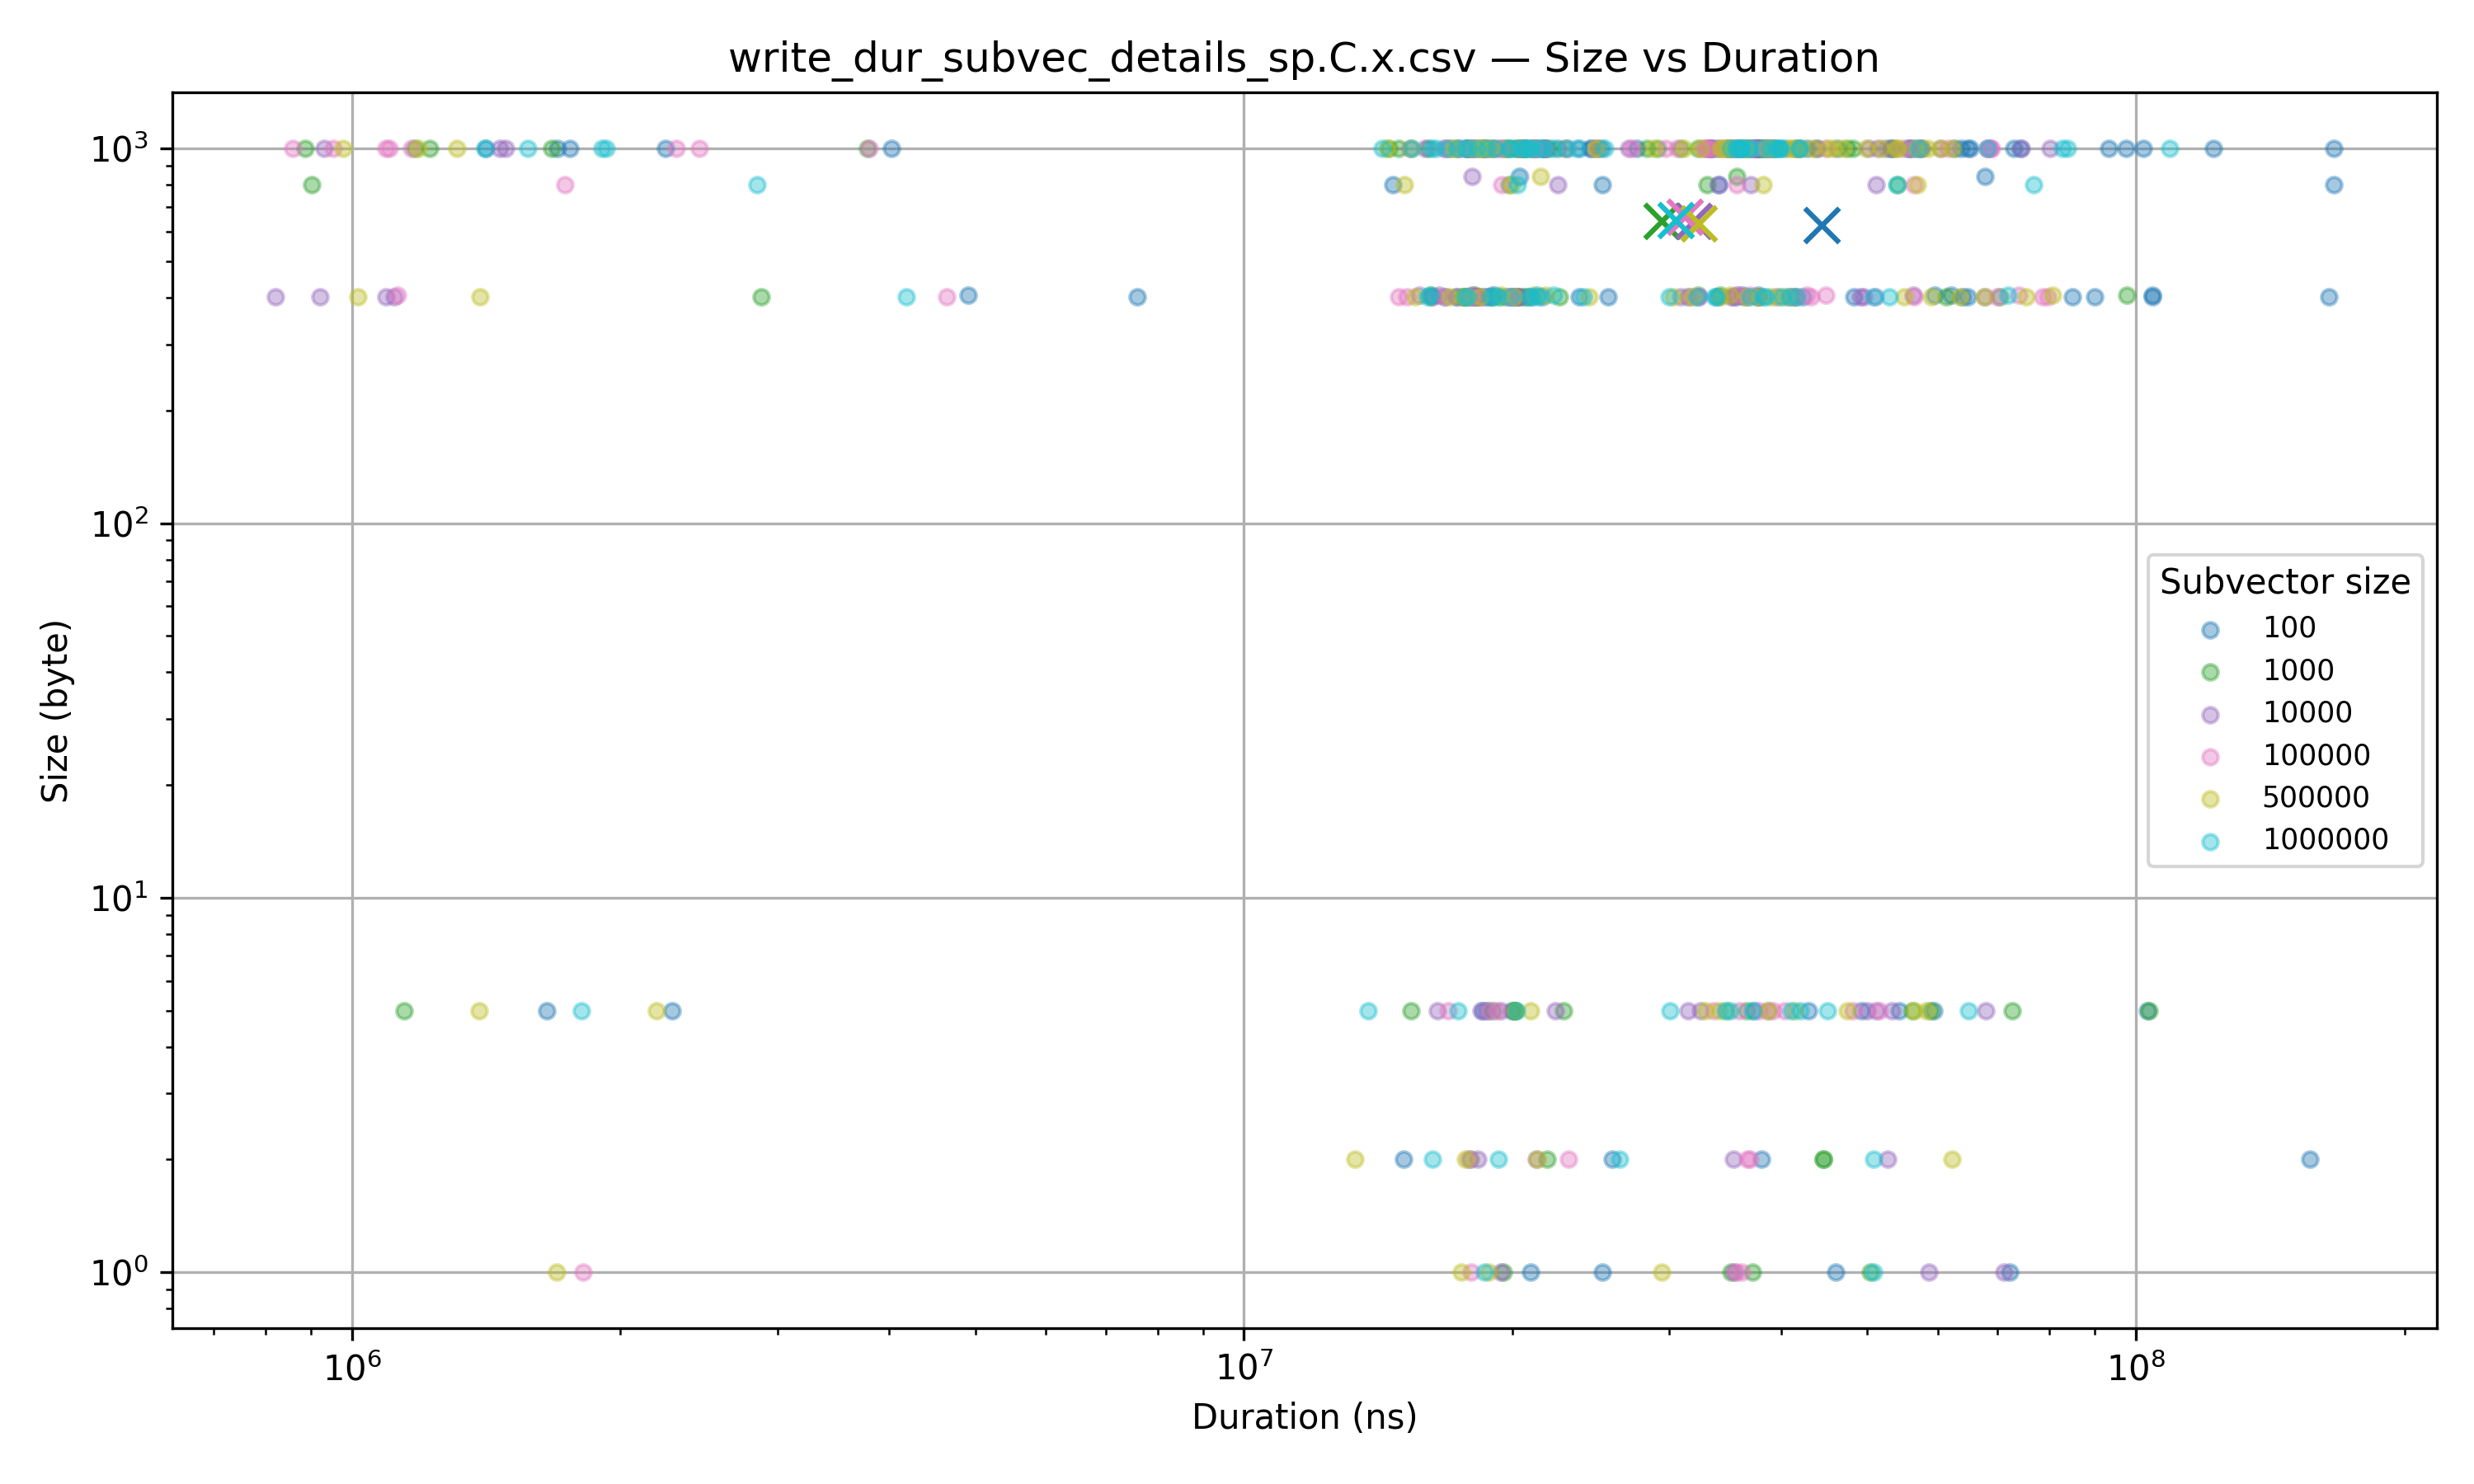 write_dur_subvec_details_sp.C.x.csv — Size vs Duration
Size (byte)
10³
10²
10¹
10⁰
Subvector size
100
1000
10000
100000
500000
1000000
10⁶ 10⁷ 10⁸
Duration (ns)